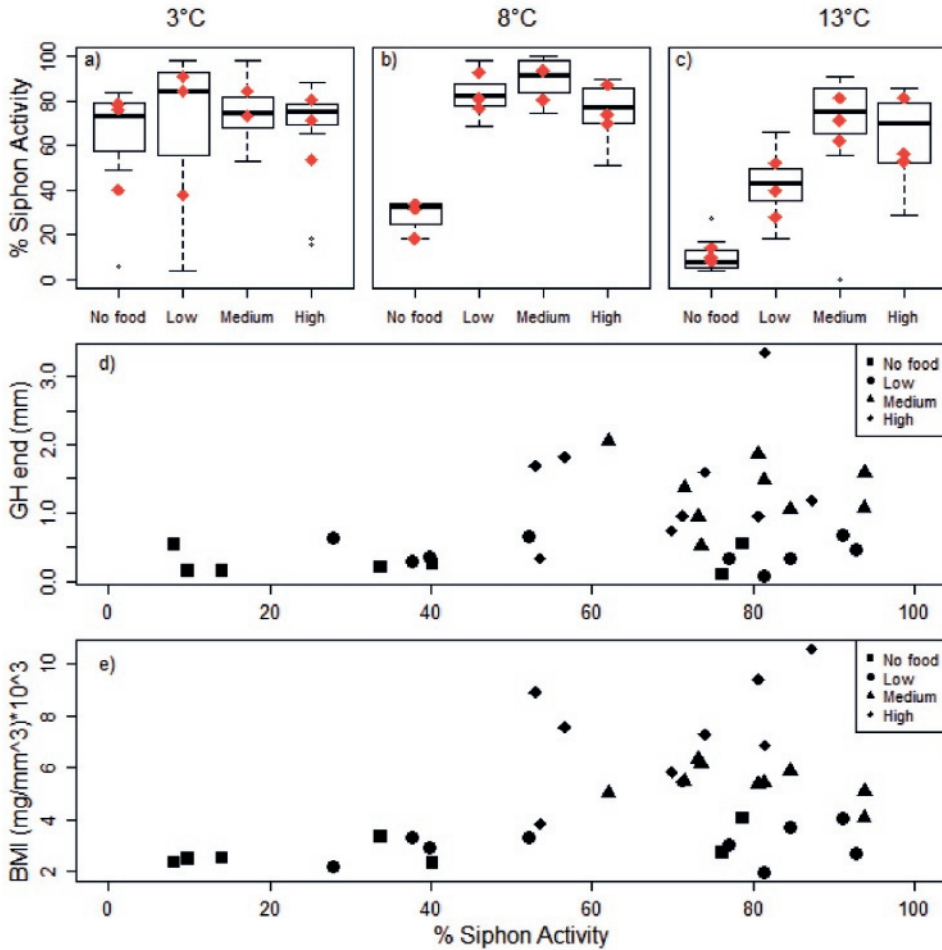 3°C 8°C 13°C
a) b) c)
% Siphon Activity
0 20 40 60 80 100
No food Low Medium High No food Low Medium High No food Low Medium High
d)
GH end (mm)
0.0 1.0 2.0 3.0
No food
Low
Medium
High
0 20 40 60 80 100
e)
BMI (mg/mm^3)*10^3
2 4 6 8 10
No food
Low
Medium
High
0 20 40 60 80 100
% Siphon Activity